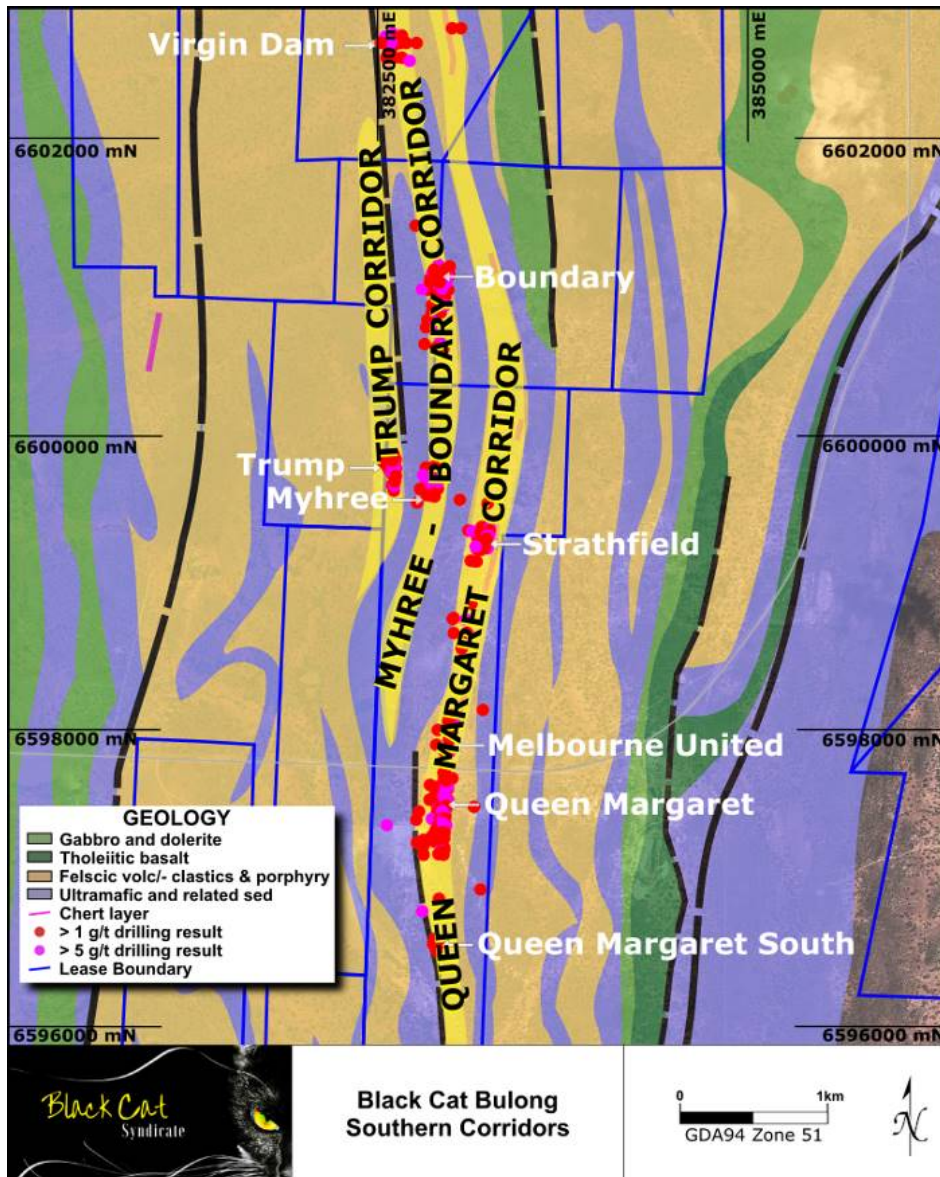 Virgin Dam
382500 mE
385000 mE
6602000 mN
6602000 mN
TRUMP CORRIDOR
MYHREE - BOUNDARY CORRIDOR
Boundary
6600000 mN
6600000 mN
Trump
Myhree
QUEEN MARGARET CORRIDOR
Strathfield
6598000 mN
6598000 mN
Melbourne United
Queen Margaret
Queen Margaret South
GEOLOGY
Gabbro and dolerite
Tholeiitic basalt
Felscic volc/- clastics & porphyry
Ultramafic and related sed
Chert layer
> 1 g/t drilling result
> 5 g/t drilling result
Lease Boundary
6596000 mN
6596000 mN
Black Cat
Syndicate
Black Cat Bulong
Southern Corridors
0 1km
GDA94 Zone 51
N